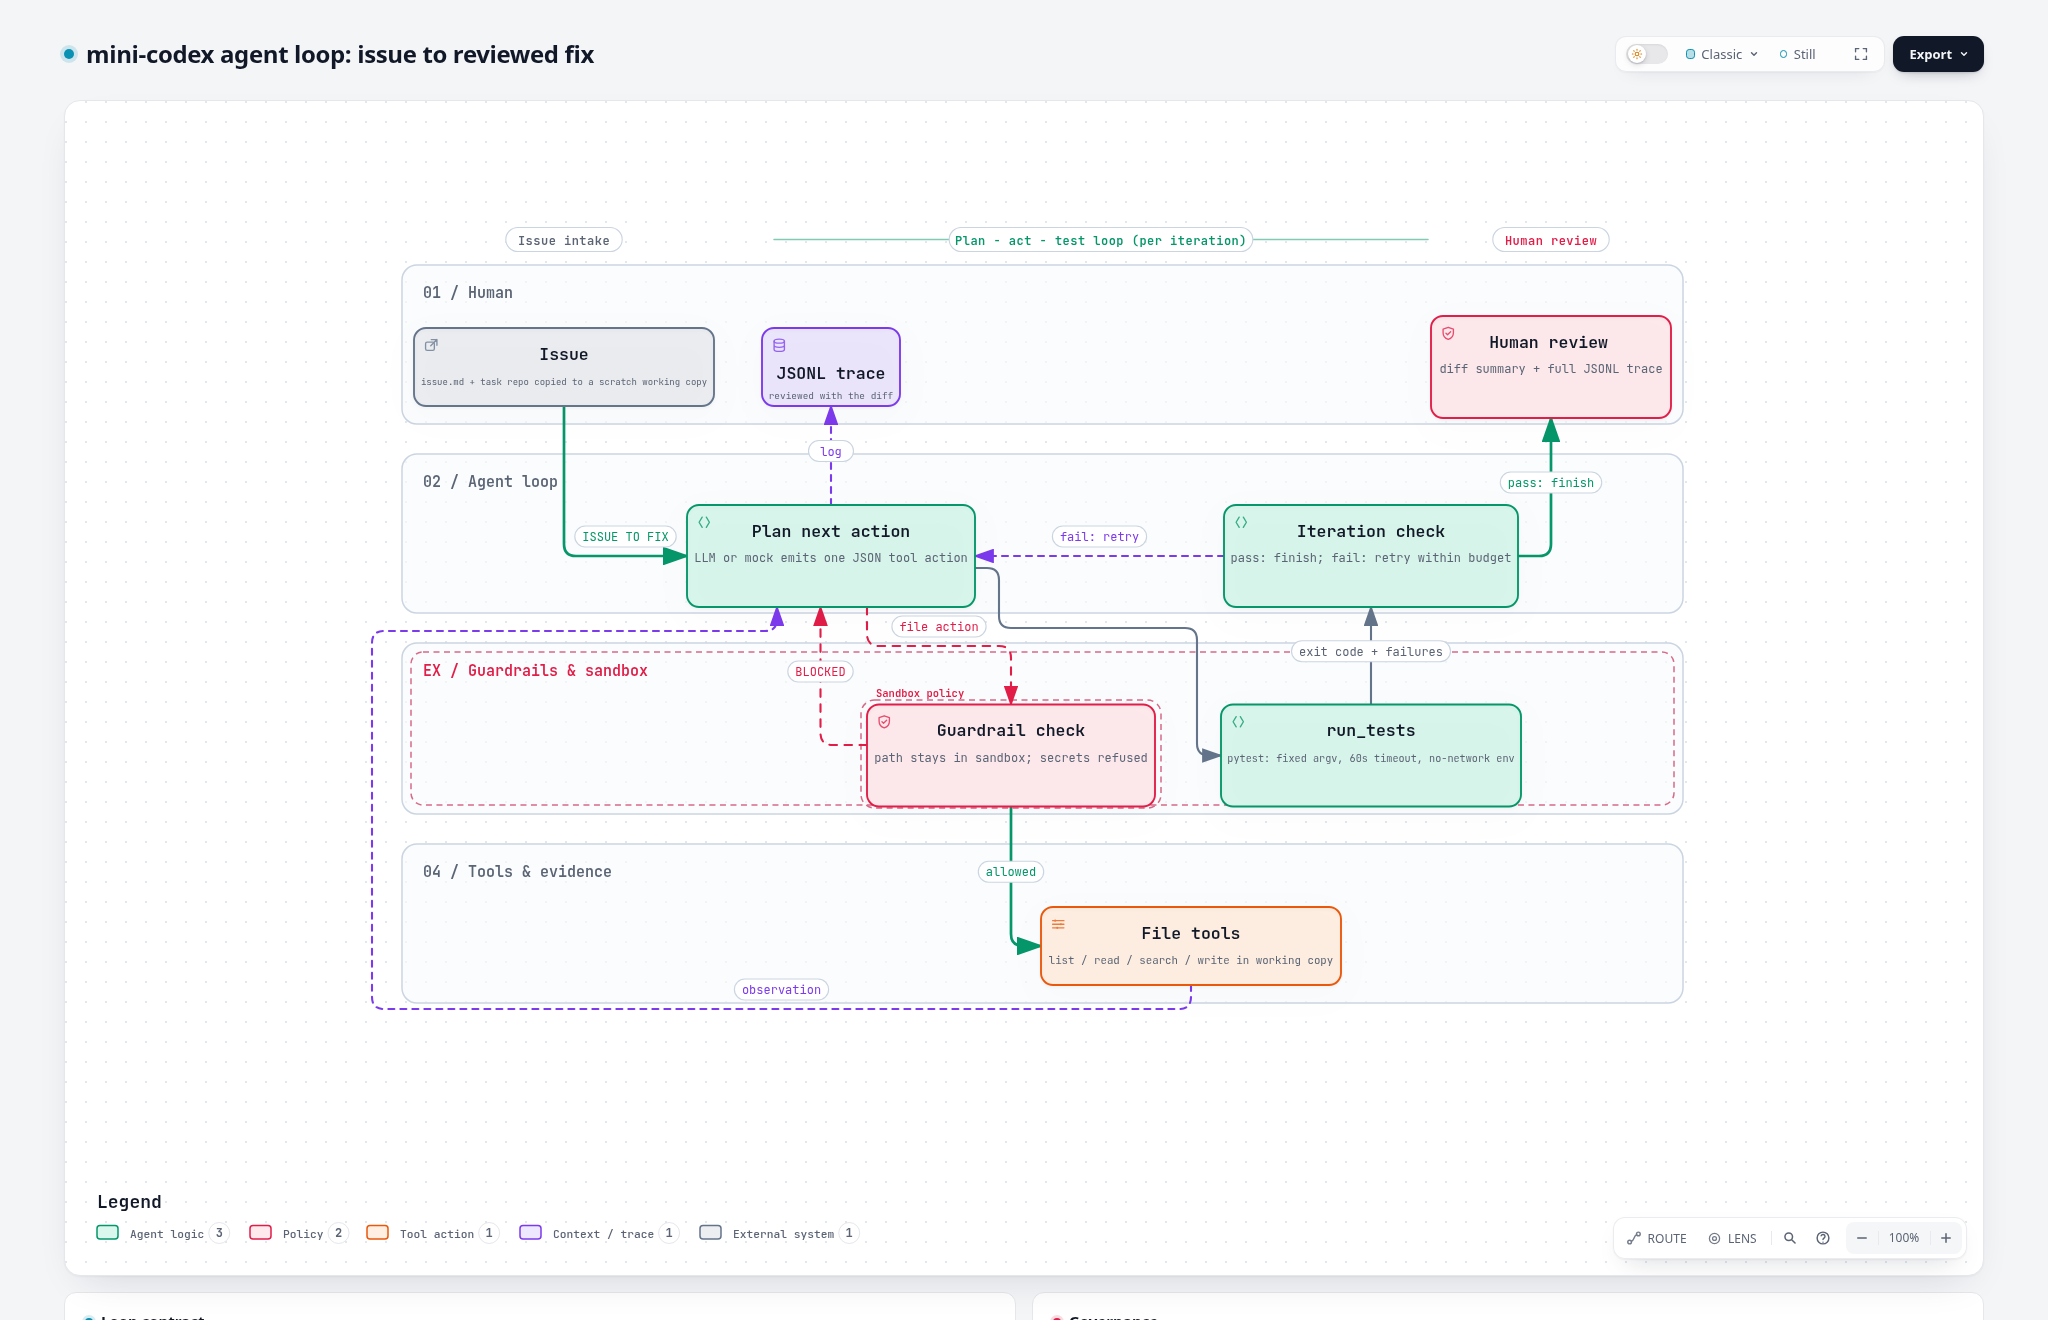 mini-codex agent loop: issue to reviewed fix
Classic
Still
Export
Issue intake
Plan - act - test loop (per iteration)
Human review
01 / Human
Issue
issue.md + task repo copied to a scratch working copy
JSONL trace
reviewed with the diff
Human review
diff summary + full JSONL trace
log
02 / Agent loop
pass: finish
ISSUE TO FIX
Plan next action
LLM or mock emits one JSON tool action
fail: retry
Iteration check
pass: finish; fail: retry within budget
file action
exit code + failures
EX / Guardrails & sandbox
BLOCKED
Sandbox policy
Guardrail check
path stays in sandbox; secrets refused
run_tests
pytest: fixed argv, 60s timeout, no-network env
04 / Tools & evidence
allowed
File tools
list / read / search / write in working copy
observation
Legend
Agent logic 3
Policy 2
Tool action 1
Context / trace 1
External system 1
ROUTE
LENS
100%
Loop contract
Governance